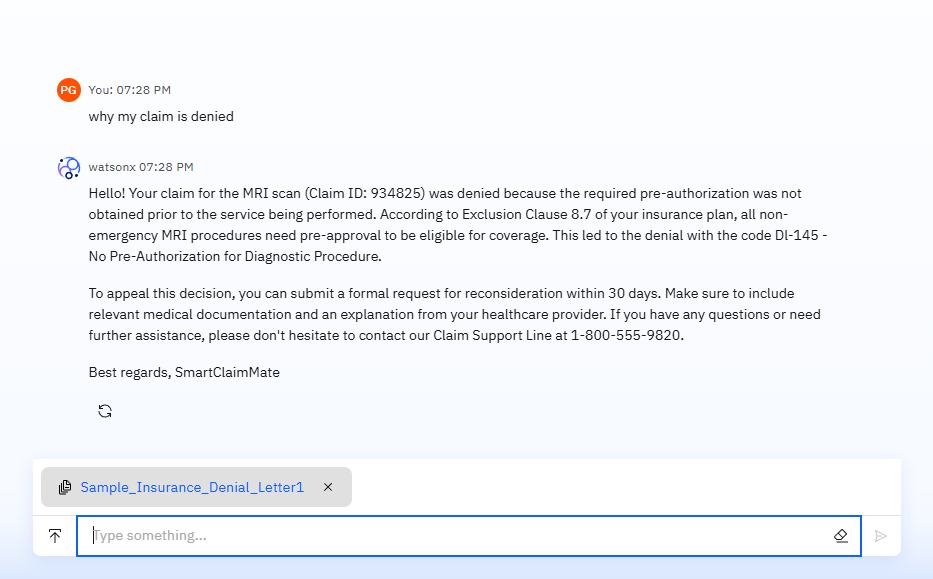 PG You: 07:28 PM
why my claim is denied
watsonx 07:28 PM
Hello! Your claim for the MRI scan (Claim ID: 934825) was denied because the required pre-authorization was not
obtained prior to the service being performed. According to Exclusion Clause 8.7 of your insurance plan, all non-
emergency MRI procedures need pre-approval to be eligible for coverage. This led to the denial with the code DI-145 -
No Pre-Authorization for Diagnostic Procedure.
To appeal this decision, you can submit a formal request for reconsideration within 30 days. Make sure to include
relevant medical documentation and an explanation from your healthcare provider. If you have any questions or need
further assistance, please don't hesitate to contact our Claim Support Line at 1-800-555-9820.
Best regards, SmartClaimMate
Sample_Insurance_Denial_Letter1
Type something...